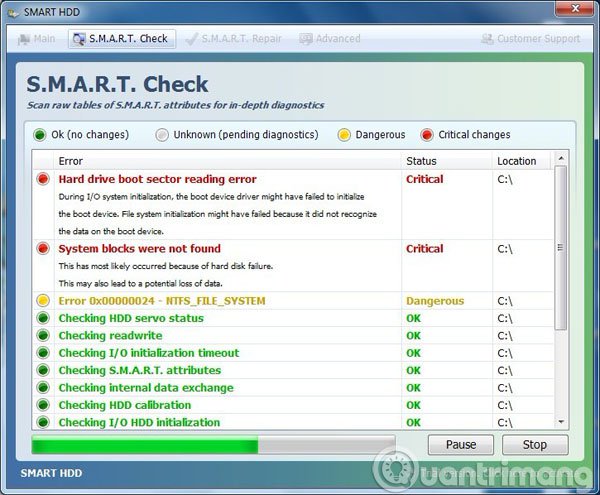 SMART HDD
Main
S.M.A.R.T. Check
S.M.A.R.T. Repair
Advanced
Customer Support
S.M.A.R.T. Check
Scan raw tables of S.M.A.R.T. attributes for in-depth diagnostics
Ok (no changes)
Unknown (pending diagnostics)
Dangerous
Critical changes
Error Status Location
Hard drive boot sector reading error Critical C:\
During I/O system initialization, the boot device driver might have failed to initialize
the boot device. File system initialization might have failed because it did not recognize
the data on the boot device.
System blocks were not found Critical C:\
This has most likely occurred because of hard disk failure.
This may also lead to a potential loss of data.
Error 0x00000024 - NTFS_FILE_SYSTEM Dangerous C:\
Checking HDD servo status OK C:\
Checking readwrite OK C:\
Checking I/O initialization timeout OK C:\
Checking S.M.A.R.T. attributes OK C:\
Checking internal data exchange OK C:\
Checking HDD calibration OK C:\
Checking I/O HDD initialization OK C:\
Pause
Stop
SMART HDD
Quantrimang